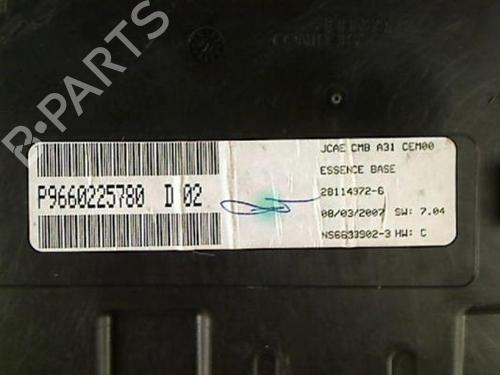 B-PARTS
JCAE CMB A31 CEM00
ESSENCE BASE
P9660225780 D 02
28114972-6
08/03/2007 SW: 7.04
NS6633902-3 HW: C